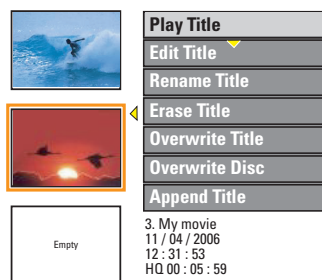 Play Title
Edit Title
Rename Title
Erase Title
Overwrite Title
Overwrite Disc
Append Title
Empty
3. My movie
11 / 04 / 2006
12 : 31 : 53
HQ 00 : 05 : 59